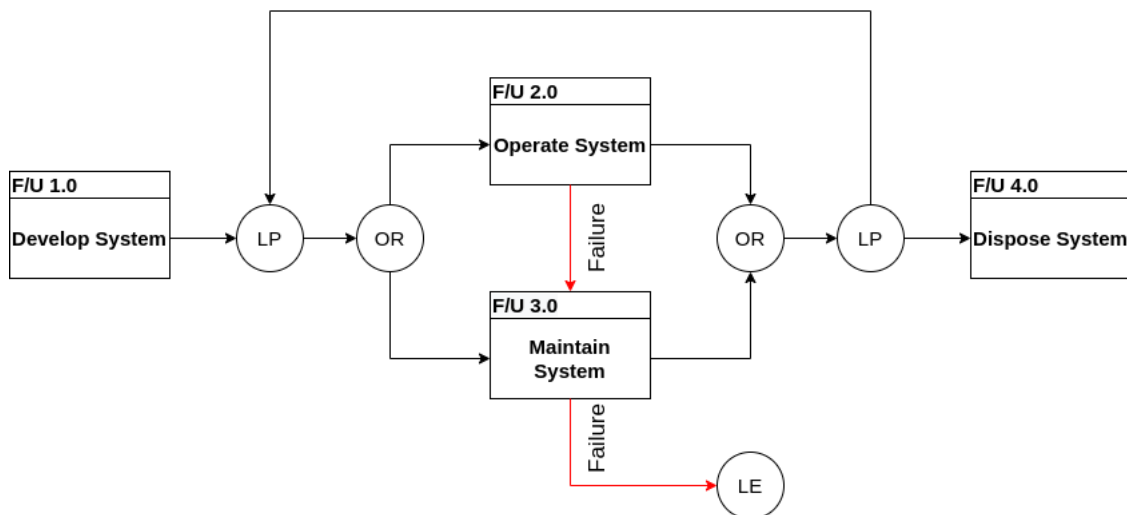 F/U 2.0
Operate System
F/U 1.0
Develop System
LP
OR
Failure
OR
LP
F/U 4.0
Dispose System
F/U 3.0
Maintain
System
Failure
LE